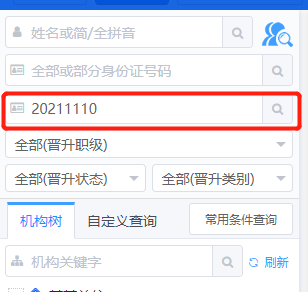 姓名或简/全拼音
全部或部分身份证号码
20211110
全部(晋升职级)
全部(晋升状态) 全部(晋升类别)
机构树 自定义查询 常用条件查询
机构关键字 刷新